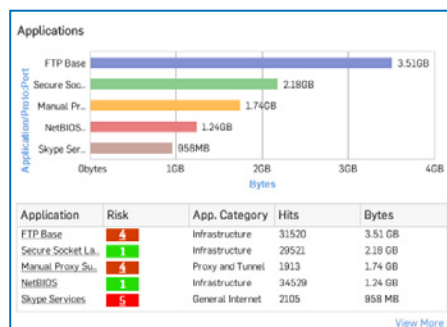 Applications
Application/Proto:Port
FTP Base 3.51GB
Secure Soc.. 2.18GB
Manual Pr.. 1.74GB
NetBIOS.. 1.24GB
Skype Ser.. 958MB
0bytes 1GB 2GB 3GB 4GB
Bytes
Application Risk App. Category Hits Bytes
FTP Base 4 Infrastructure 31520 3.51 GB
Secure Socket La.. 1 Infrastructure 29521 2.18 GB
Manual Proxy Su.. 4 Proxy and Tunnel 1913 1.74 GB
NetBIOS 1 Infrastructure 34529 1.24 GB
Skype Services 5 General Internet 2105 958 MB
View More